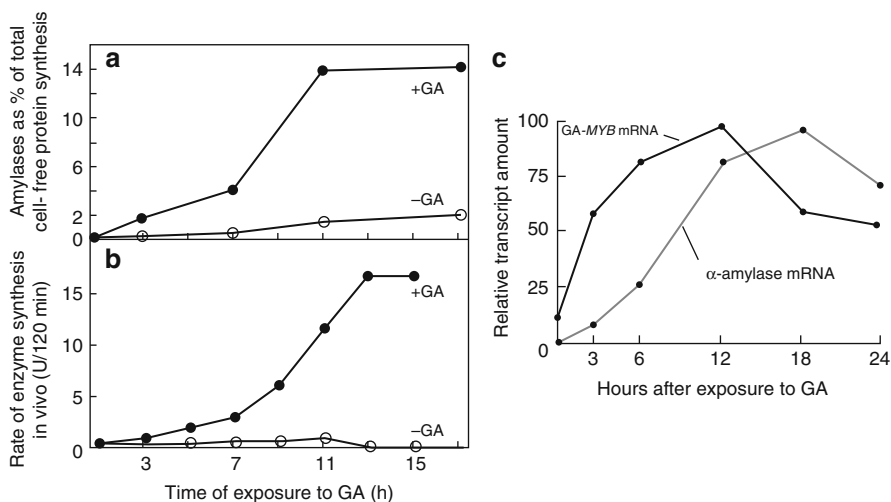 a
Amylases as % of total
cell- free protein synthesis
14
10
6
2
0
+GA
–GA
b
Rate of enzyme synthesis
in vivo (U/120 min)
15
10
5
0
+GA
–GA
3 7 11 15
Time of exposure to GA (h)
c
Relative transcript amount
100
75
50
25
0
GA-MYB mRNA
α-amylase mRNA
3 6 12 18 24
Hours after exposure to GA